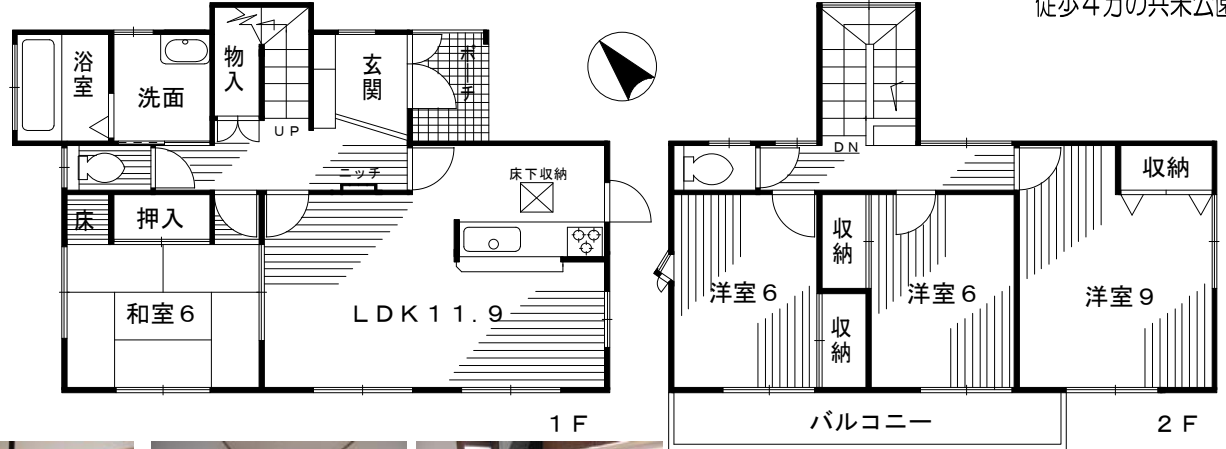 徒歩4分の共栄公園
浴室
洗面
物入
玄関
ポーチ
UP
ニッチ
床下収納
床
押入
和室6
LDK11.9
1F
DN
収納
収納
収納
洋室6
洋室6
洋室9
バルコニー
2F